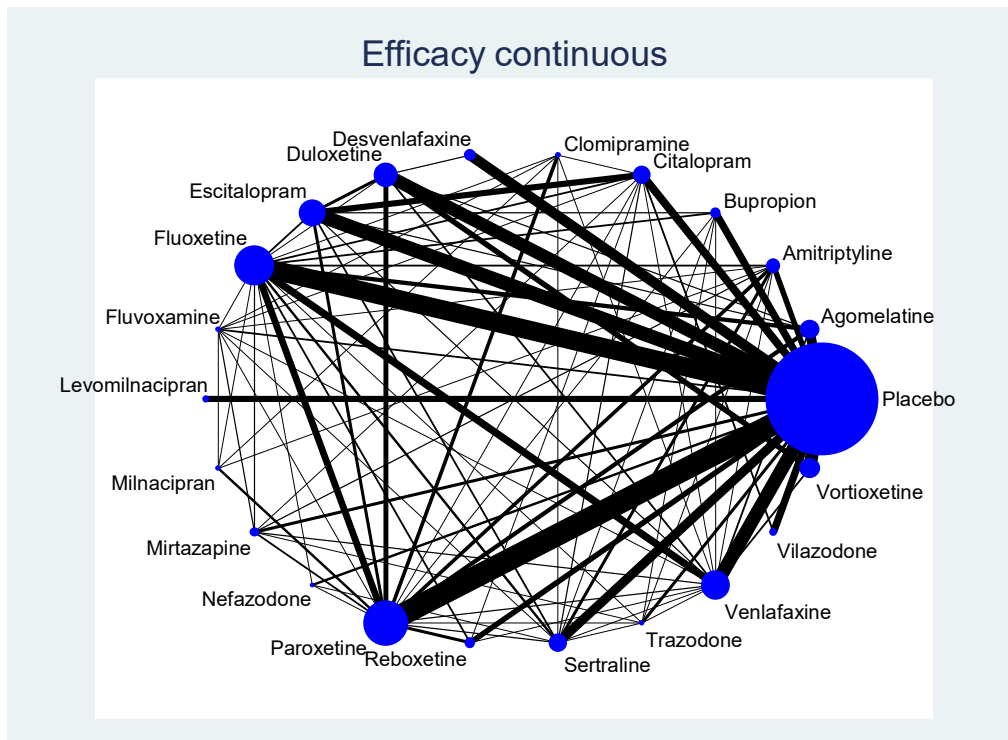 Efficacy continuous
Desvenlafaxine
Clomipramine
Duloxetine
Citalopram
Escitalopram
Bupropion
Fluoxetine
Amitriptyline
Fluvoxamine
Agomelatine
Levomilnacipran
Placebo
Milnacipran
Vortioxetine
Mirtazapine
Vilazodone
Nefazodone
Venlafaxine
Paroxetine
Reboxetine
Sertraline
Trazodone